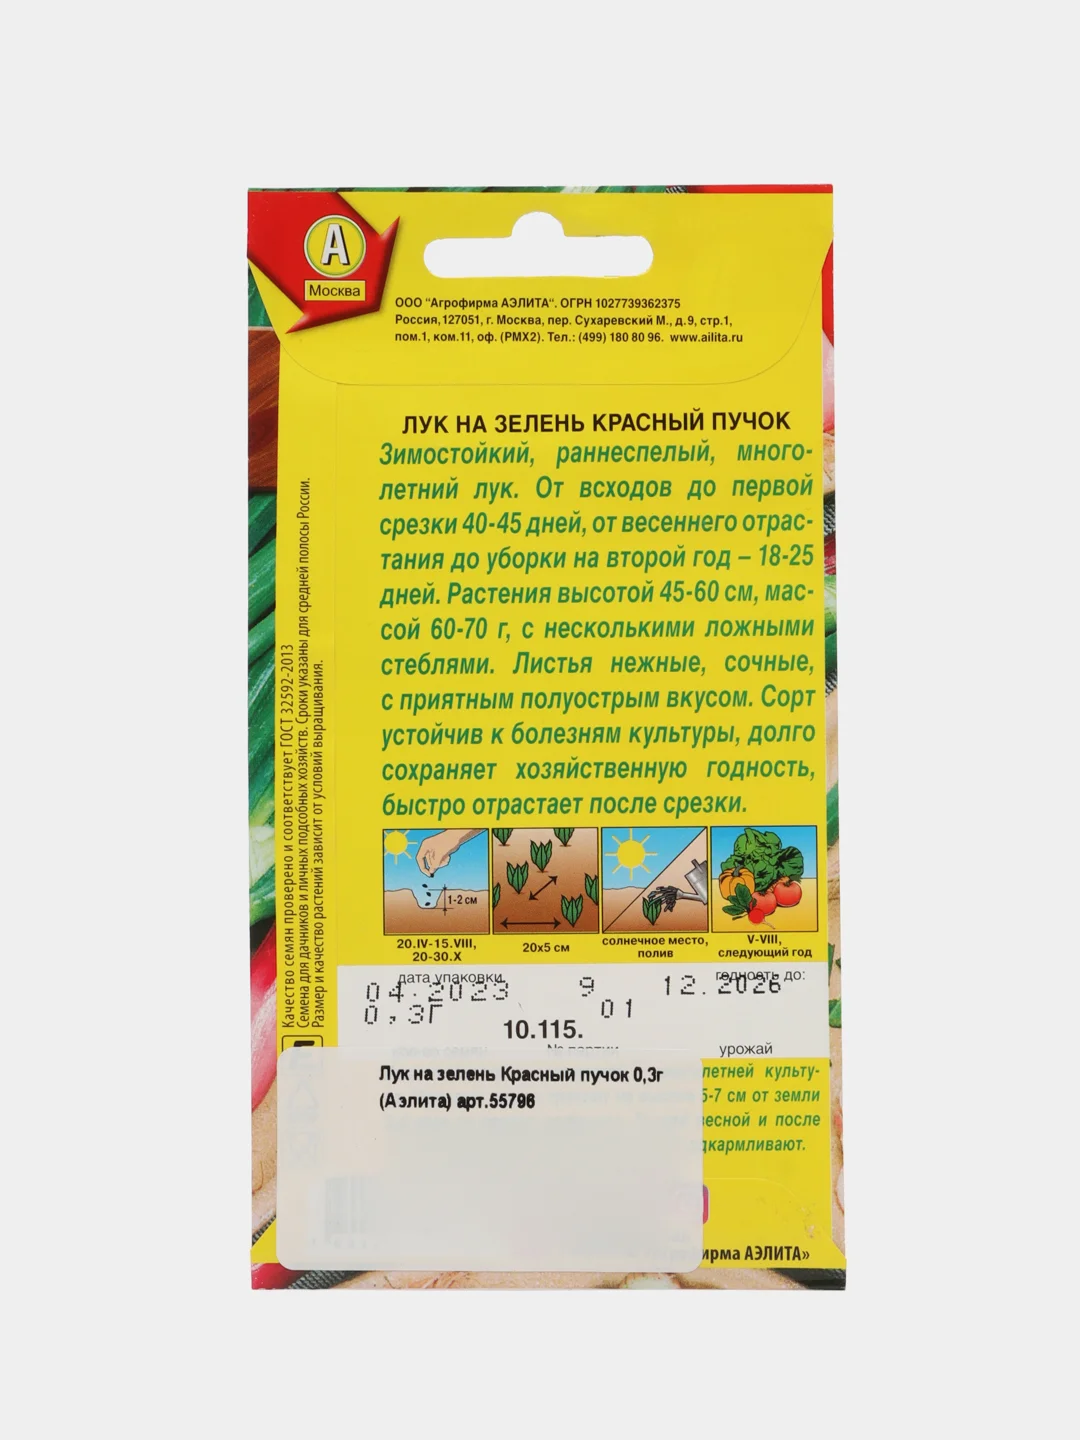 А
Москва
ООО "Агрофирма АЭЛИТА". ОГРН 1027739362375
Россия,127051, г. Москва, пер. Сухаревский М., д.9, стр.1,
пом.1, ком.11, оф. (РМХ2). Тел.: (499) 180 80 96. www.ailita.ru
ЛУК НА ЗЕЛЕНЬ КРАСНЫЙ ПУЧОК
Зимостойкий, раннеспелый, много-
летний лук. От всходов до первой
срезки 40-45 дней, от весеннего отрас-
тания до уборки на второй год – 18-25
дней. Растения высотой 45-60 см, мас-
сой 60-70 г, с несколькими ложными
стеблями. Листья нежные, сочные,
с приятным полуострым вкусом. Сорт
устойчив к болезням культуры, долго
сохраняет хозяйственную годность,
быстро отрастает после срезки.
Качество семян проверено и соответствует ГОСТ 32592-2013
Семена для дачников и личных подсобных хозяйств. Сроки указаны для средней полосы России.
Размер и качество растений зависит от условий выращивания.
1-2 см
20.IV-15.VIII,
20-30.X
20х5 см
солнечное место,
полив
V-VIII,
следующий год
дата упаковки
годность до:
04.2023 9 12.2026
0,3Г 01
10.115.
№ партии
урожай
Лук на зелень Красный пучок 0,3г
(Аэлита) арт.55796
летней культу-
5-7 см от земли
весной и после
дкармливают.
ирма АЭЛИТА»